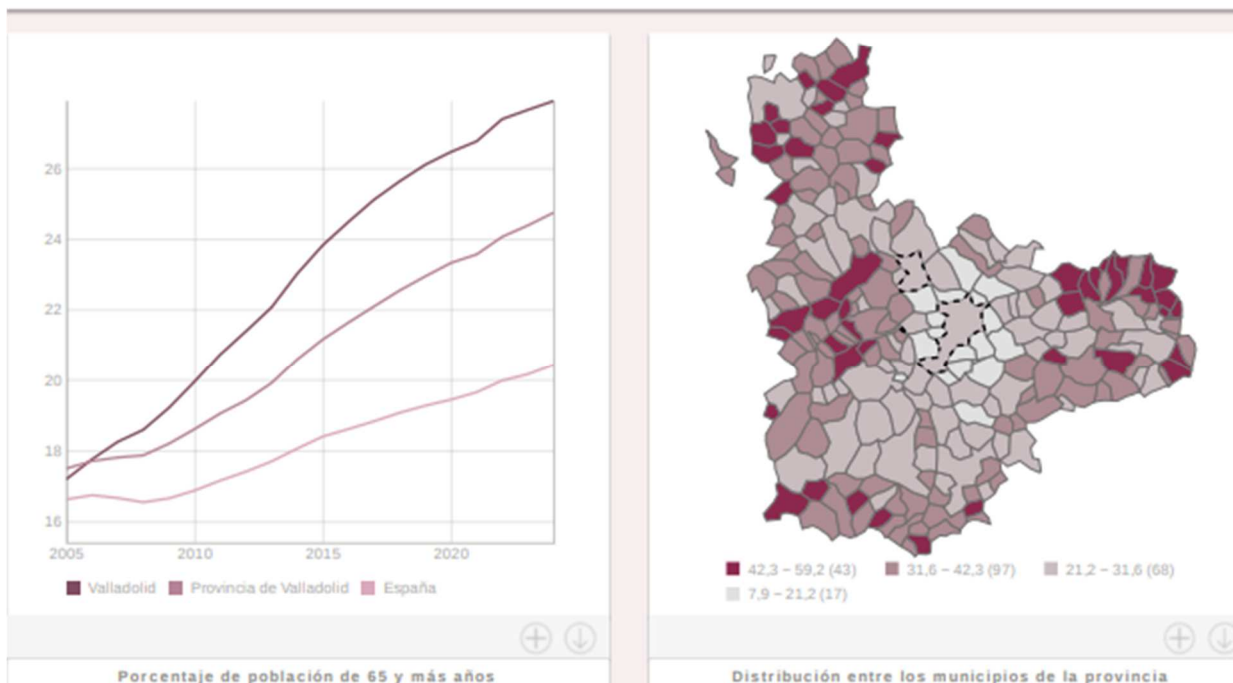 26
24
22
20
18
16
2005 2010 2015 2020
Valladolid Provincia de Valladolid España
Porcentaje de población de 65 y más años
42,3 – 59,2 (43) 31,6 – 42,3 (97) 21,2 – 31,6 (68)
7,9 – 21,2 (17)
Distribución entre los municipios de la provincia